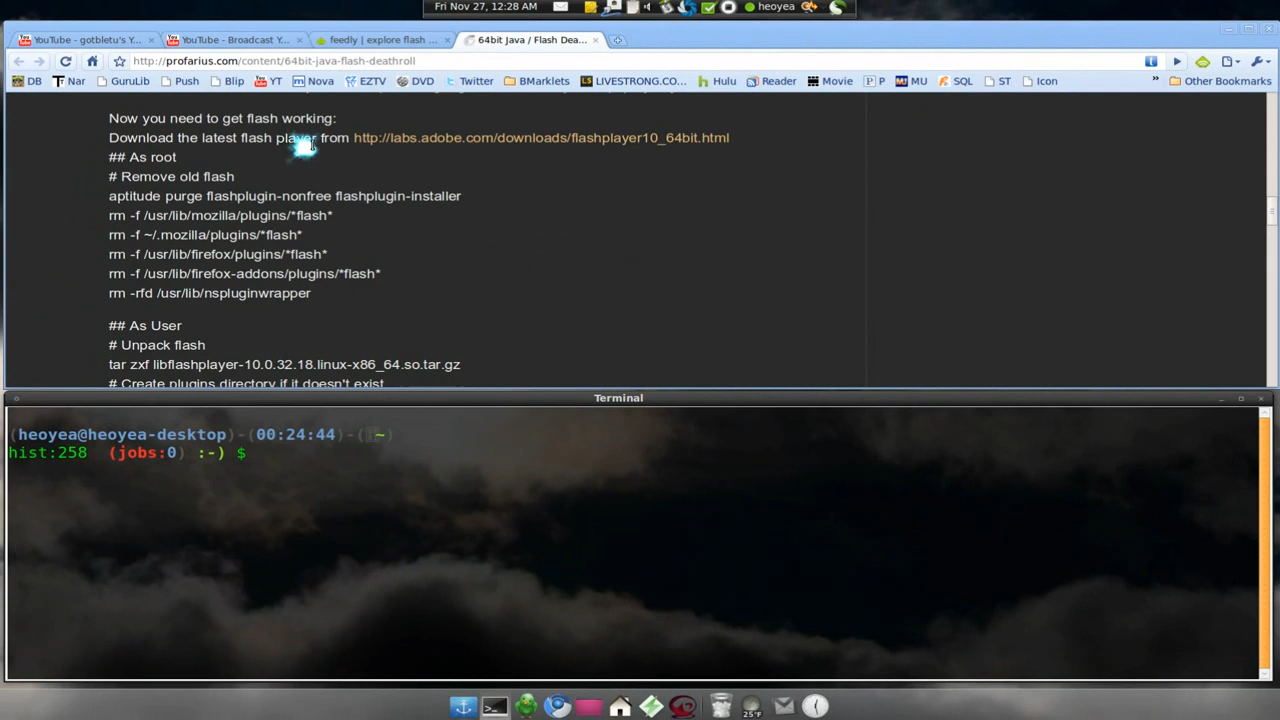 Fri Nov 27, 12:28 AM
heoyea
YouTube - gotbletu's Y...
YouTube - Broadcast Y...
feedly | explore flash ...
64bit Java / Flash Dea...
http://profarius.com/content/64bit-java-flash-deathroll
DB Nar GuruLib Push Blip YT Nova EZTV DVD Twitter BMarklets LIVESTRONG.CO... Hulu Reader Movie P MU SQL ST Icon » Other Bookmarks
Now you need to get flash working:
Download the latest flash player from http://labs.adobe.com/downloads/flashplayer10_64bit.html
## As root
# Remove old flash
aptitude purge flashplugin-nonfree flashplugin-installer
rm -f /usr/lib/mozilla/plugins/*flash*
rm -f ~/.mozilla/plugins/*flash*
rm -f /usr/lib/firefox/plugins/*flash*
rm -f /usr/lib/firefox-addons/plugins/*flash*
rm -rfd /usr/lib/nspluginwrapper
## As User
# Unpack flash
tar zxf libflashplayer-10.0.32.18.linux-x86_64.so.tar.gz
# Create plugins directory if it doesn't exist
Terminal
(heoyea@heoyea-desktop)-(00:24:44)-( ~)
hist:258 (jobs:0) :-) $
25°F